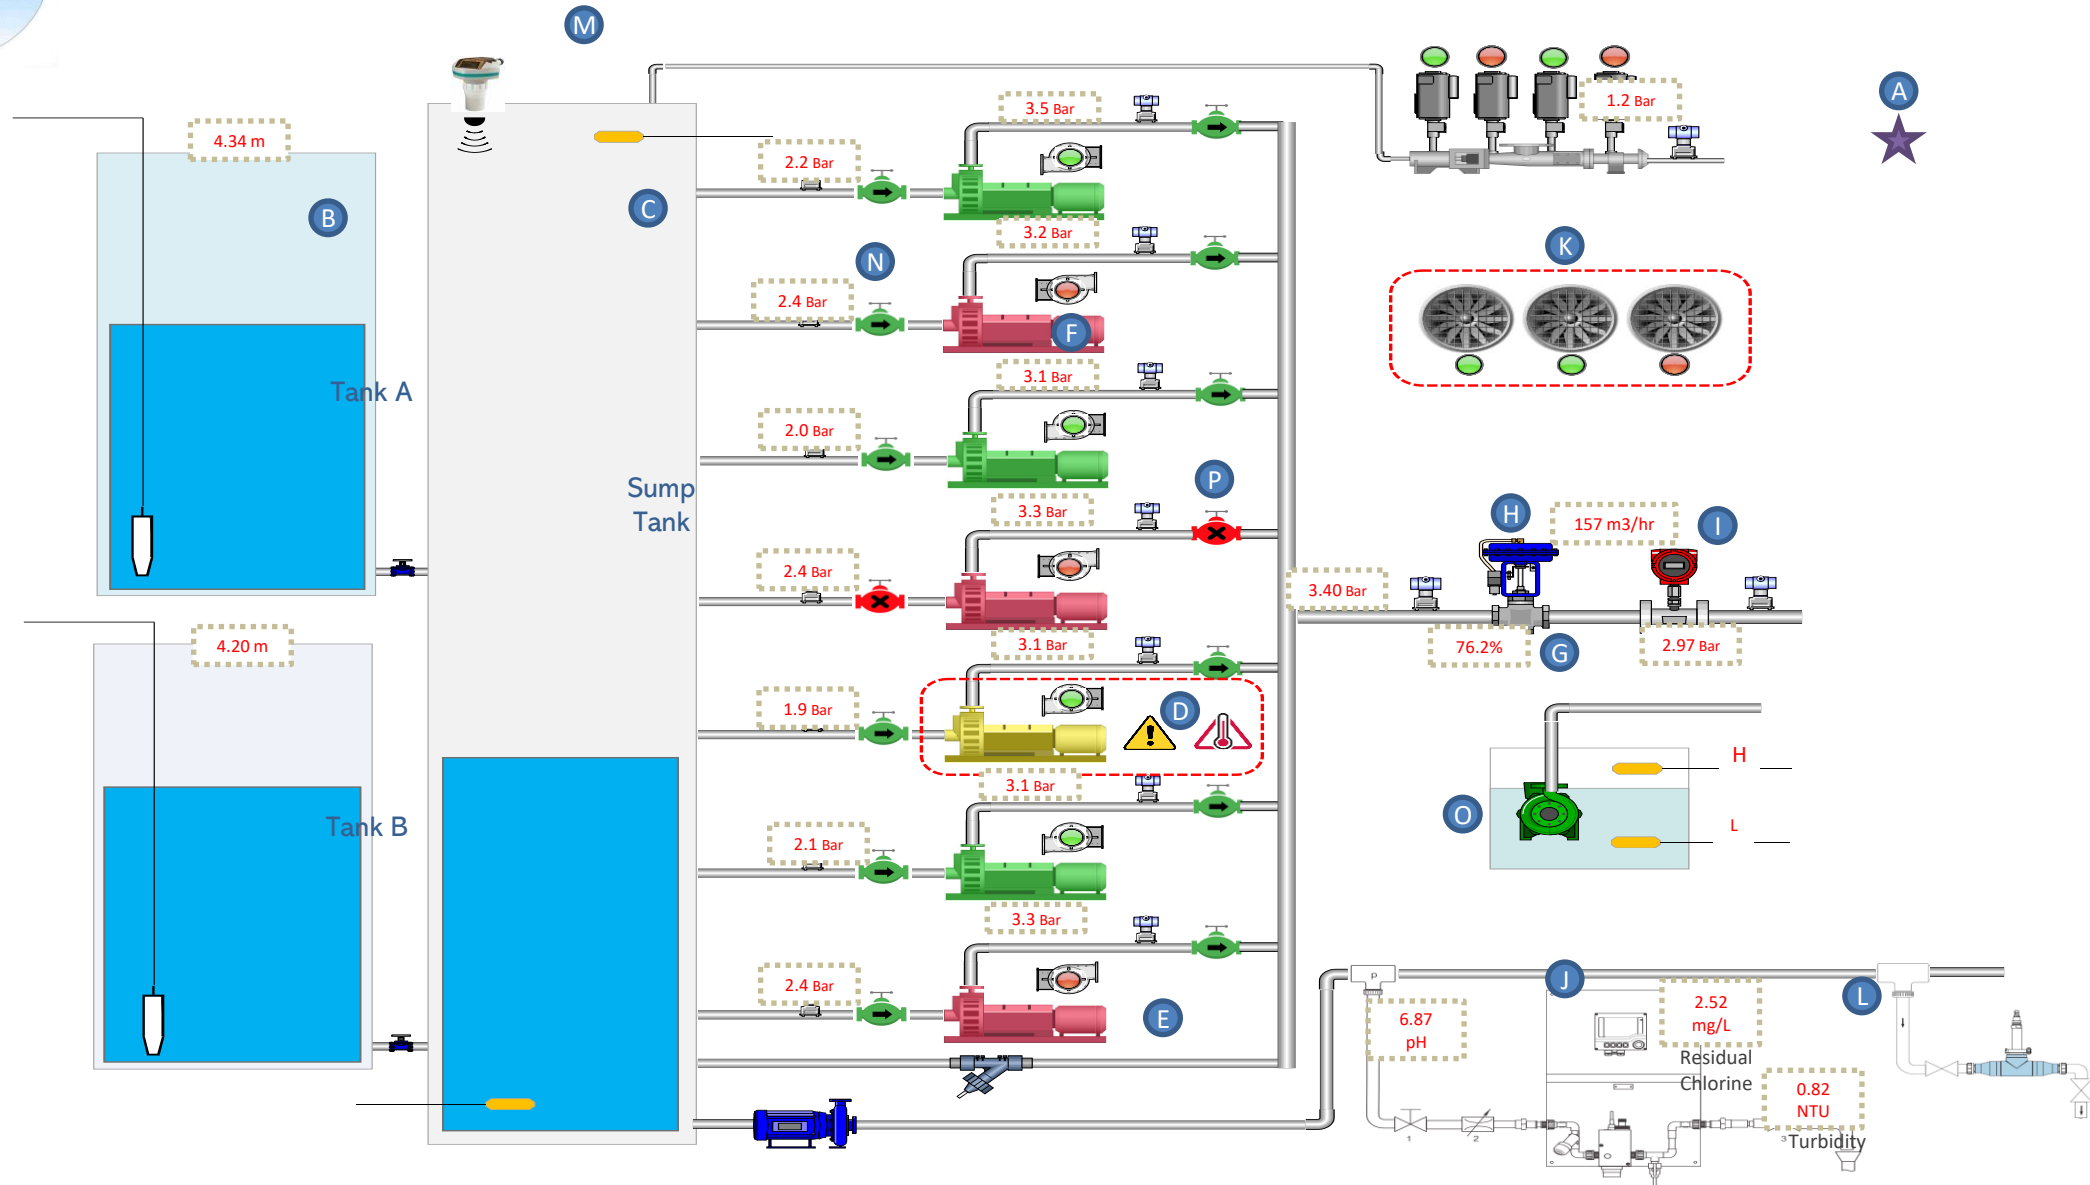 M
A
4.34 m
3.5 Bar
1.2 Bar
2.2 Bar
B
C
3.2 Bar
K
N
2.4 Bar
F
3.1 Bar
Tank A
2.0 Bar
Sump
Tank
P
3.3 Bar
H
157 m3/hr
I
2.4 Bar
3.40 Bar
4.20 m
3.1 Bar
76.2%
G
2.97 Bar
1.9 Bar
D
H
3.1 Bar
O
L
Tank B
2.1 Bar
3.3 Bar
2.4 Bar
E
p
J
L
6.87
pH
2.52
mg/L
Residual
Chlorine
0.82
NTU
1
2
3
Turbidity